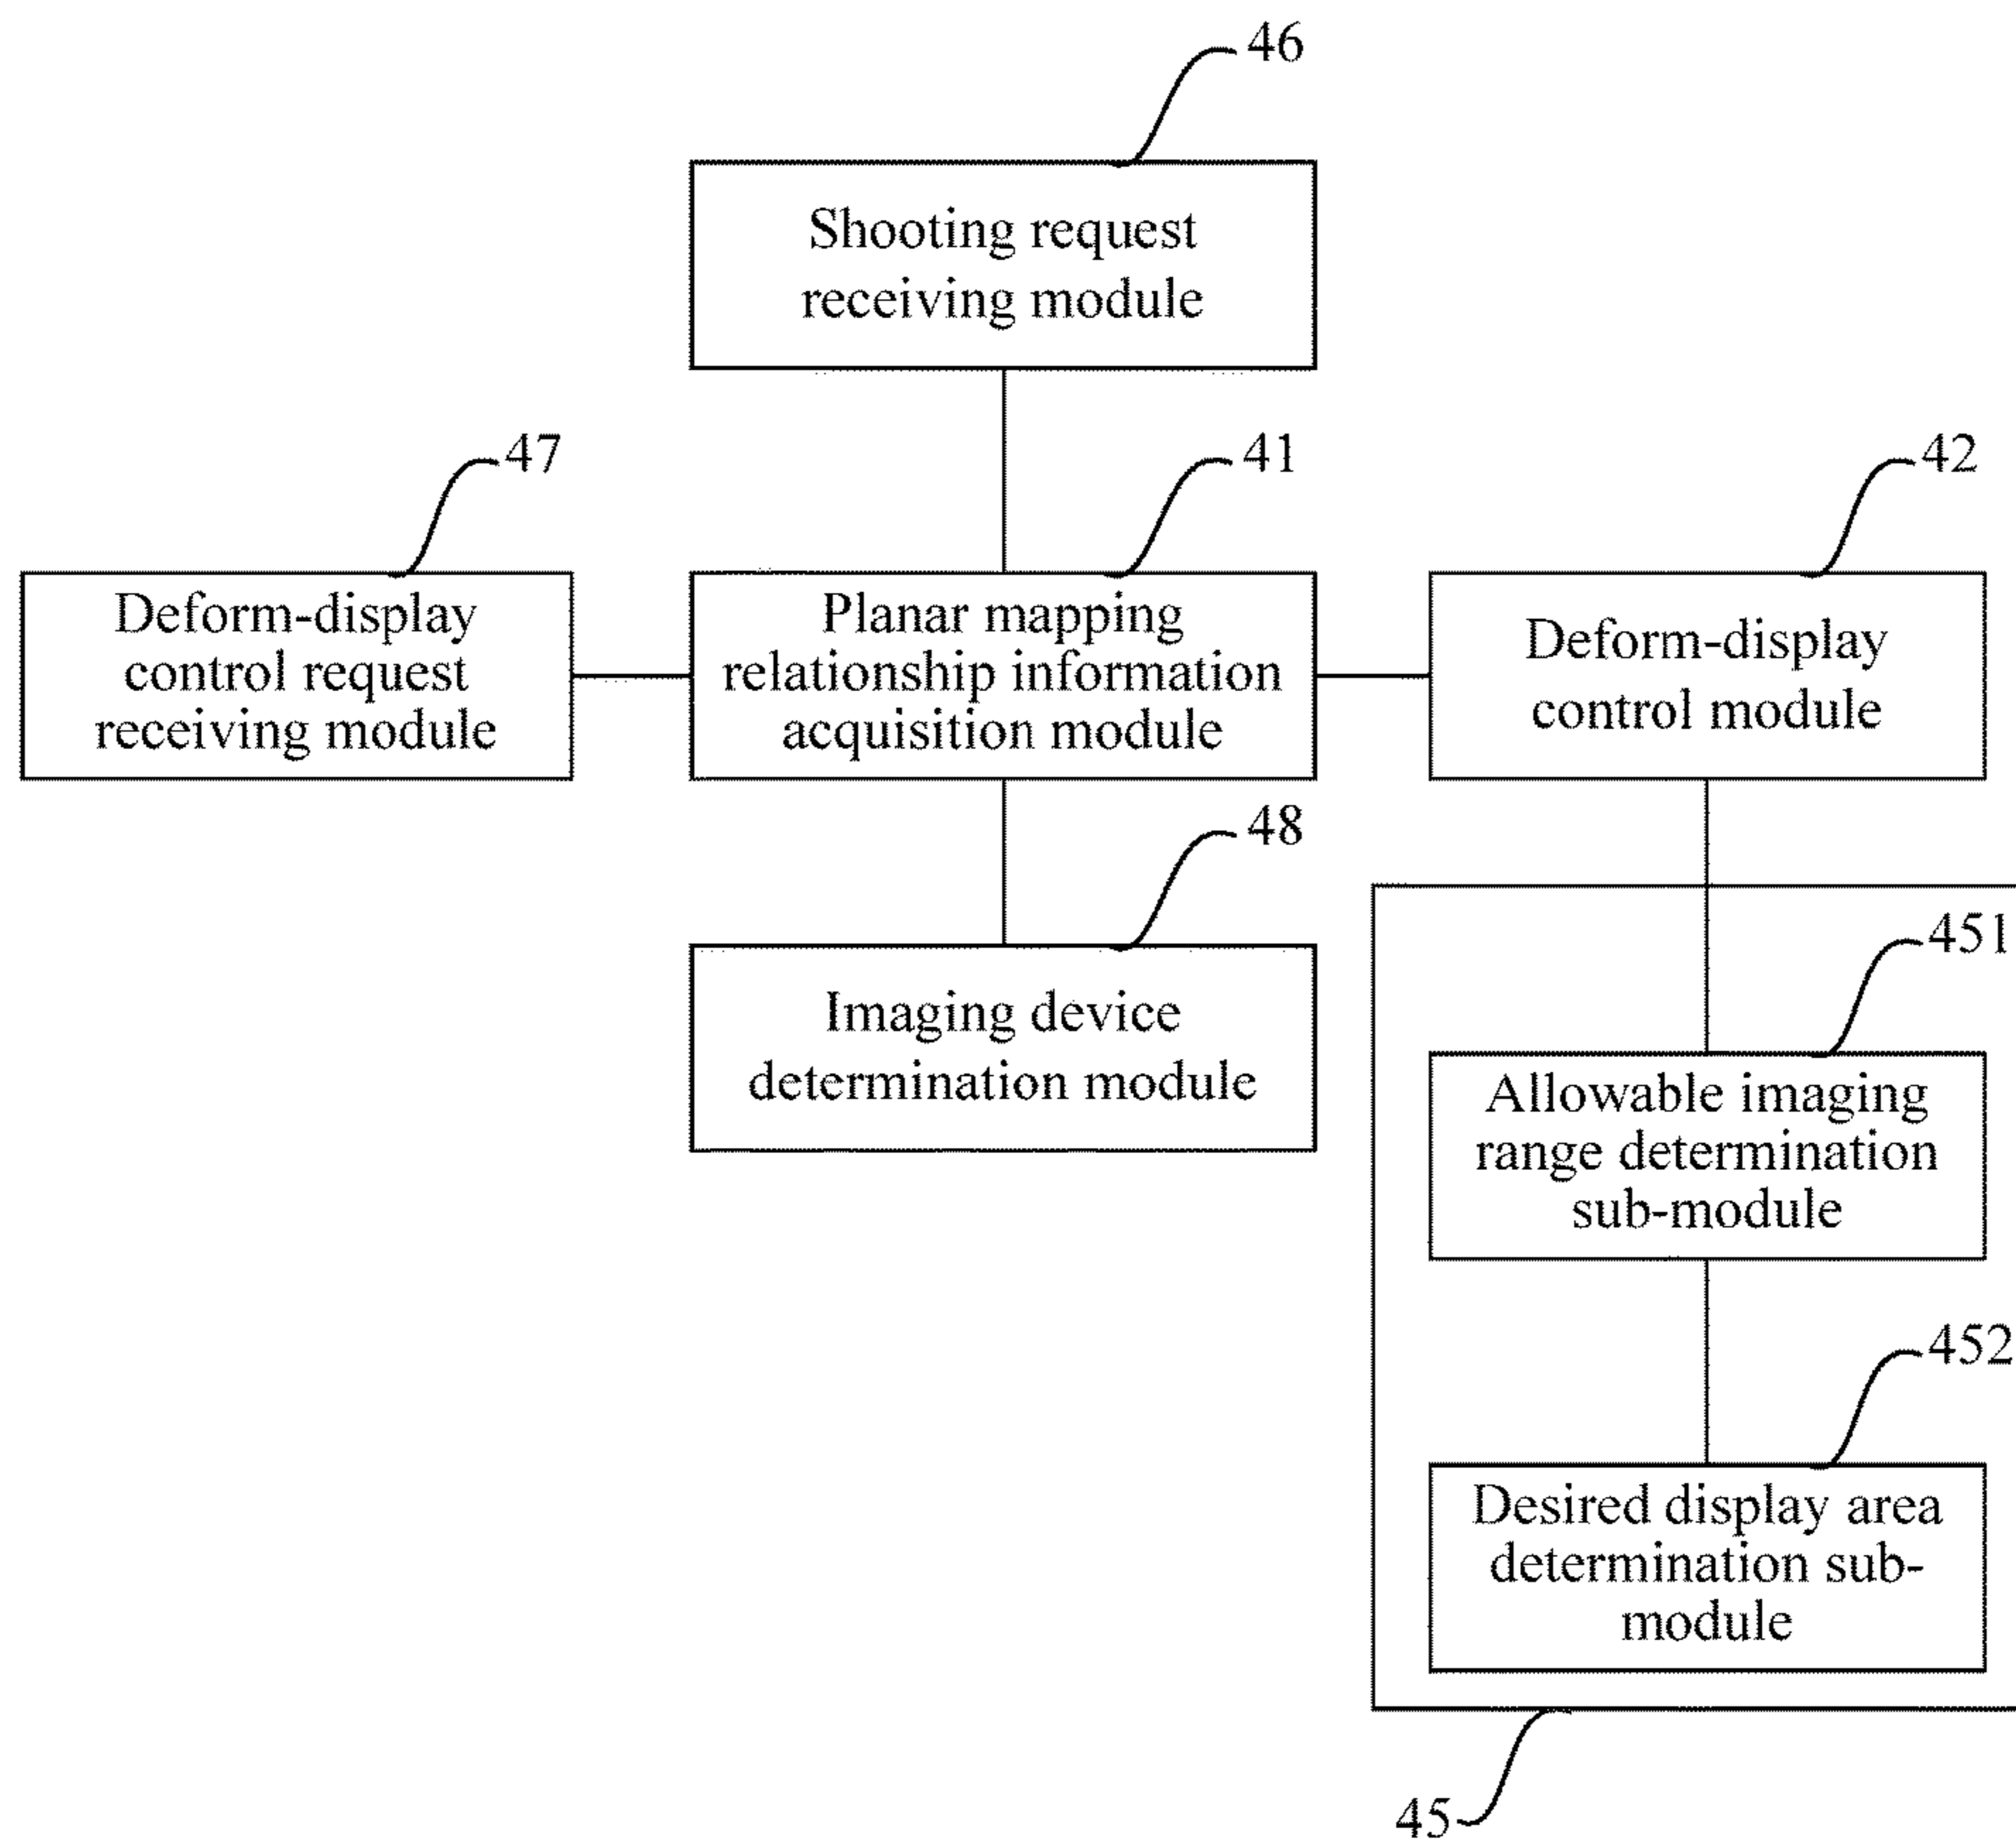 46
Shooting request
receiving module
47
41
42
Deform-display
control request
receiving module
Planar mapping
relationship information
acquisition module
Deform-display
control module
48
Imaging device
determination module
451
Allowable imaging
range determination
sub-module
452
Desired display area
determination sub-
module
45